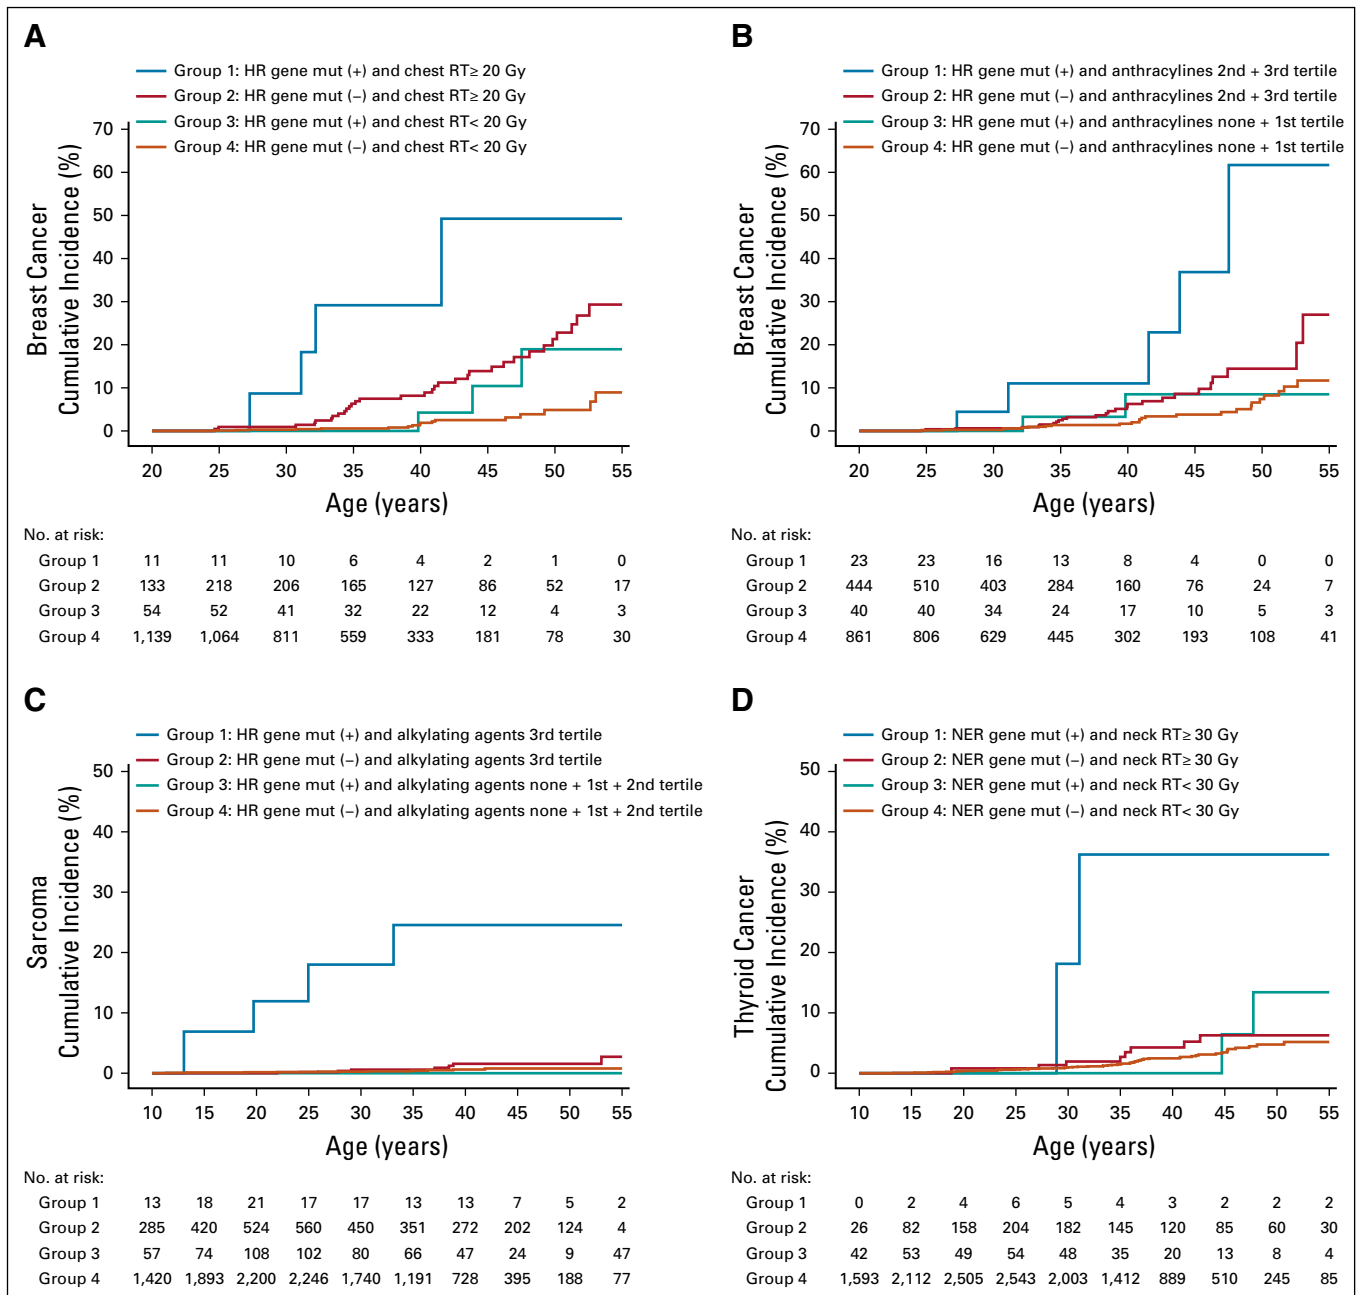 A
Group 1: HR gene mut (+) and chest RT≥ 20 Gy
Group 2: HR gene mut (−) and chest RT≥ 20 Gy
Group 3: HR gene mut (+) and chest RT< 20 Gy
Group 4: HR gene mut (−) and chest RT< 20 Gy
Breast Cancer
Cumulative Incidence (%)
70
60
50
40
30
20
10
0
20 25 30 35 40 45 50 55
Age (years)
No. at risk:
Group 1 11 11 10 6 4 2 1 0
Group 2 133 218 206 165 127 86 52 17
Group 3 54 52 41 32 22 12 4 3
Group 4 1,139 1,064 811 559 333 181 78 30
B
Group 1: HR gene mut (+) and anthracylines 2nd + 3rd tertile
Group 2: HR gene mut (−) and anthracylines 2nd + 3rd tertile
Group 3: HR gene mut (+) and anthracylines none + 1st tertile
Group 4: HR gene mut (−) and anthracylines none + 1st tertile
Breast Cancer
Cumulative Incidence (%)
70
60
50
40
30
20
10
0
20 25 30 35 40 45 50 55
Age (years)
No. at risk:
Group 1 23 23 16 13 8 4 0 0
Group 2 444 510 403 284 160 76 24 7
Group 3 40 40 34 24 17 10 5 3
Group 4 861 806 629 445 302 193 108 41
C
Group 1: HR gene mut (+) and alkylating agents 3rd tertile
Group 2: HR gene mut (−) and alkylating agents 3rd tertile
Group 3: HR gene mut (+) and alkylating agents none + 1st + 2nd tertile
Group 4: HR gene mut (−) and alkylating agents none + 1st + 2nd tertile
Sarcoma
Cumulative Incidence (%)
50
40
30
20
10
0
10 15 20 25 30 35 40 45 50 55
Age (years)
No. at risk:
Group 1 13 18 21 17 17 13 13 7 5 2
Group 2 285 420 524 560 450 351 272 202 124 4
Group 3 57 74 108 102 80 66 47 24 9 47
Group 4 1,420 1,893 2,200 2,246 1,740 1,191 728 395 188 77
D
Group 1: NER gene mut (+) and neck RT≥ 30 Gy
Group 2: NER gene mut (−) and neck RT≥ 30 Gy
Group 3: NER gene mut (+) and neck RT< 30 Gy
Group 4: NER gene mut (−) and neck RT< 30 Gy
Thyroid Cancer
Cumulative Incidence (%)
50
40
30
20
10
0
10 15 20 25 30 35 40 45 50 55
Age (years)
No. at risk:
Group 1 0 2 4 6 5 4 3 2 2 2
Group 2 26 82 158 204 182 145 120 85 60 30
Group 3 42 53 49 54 48 35 20 13 8 4
Group 4 1,593 2,112 2,505 2,543 2,003 1,412 889 510 245 85